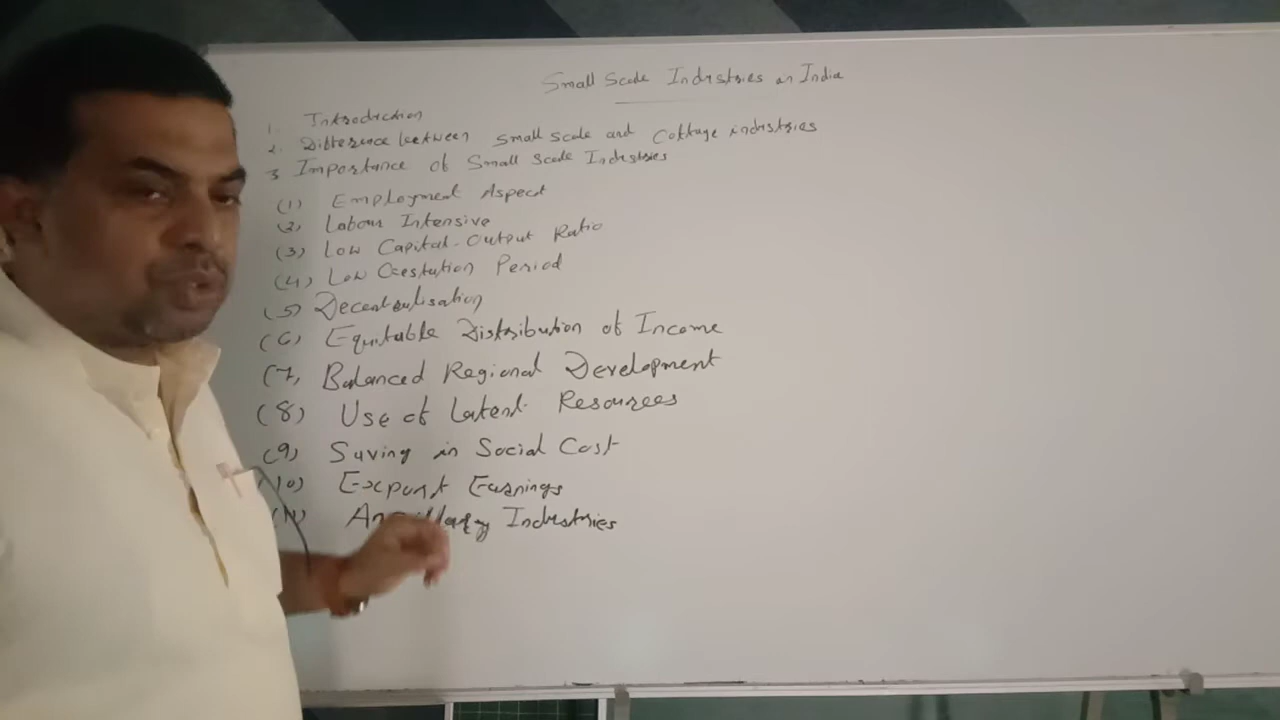 Small Scale Industries in India
1. Introduction
2. Difference between Small Scale and Cottage industries
3 Importance of Small Scale Industries
(1) Employment Aspect
(2) Labour Intensive
(3) Low Capital-Output Ratio
(4) Low Gestation Period
(5) Decentralisation
(6) Equitable Distribution of Income
(7) Balanced Regional Development
(8) Use of Latent Resources
(9) Saving in Social Cost
(10) Export Earnings
(11) Industries